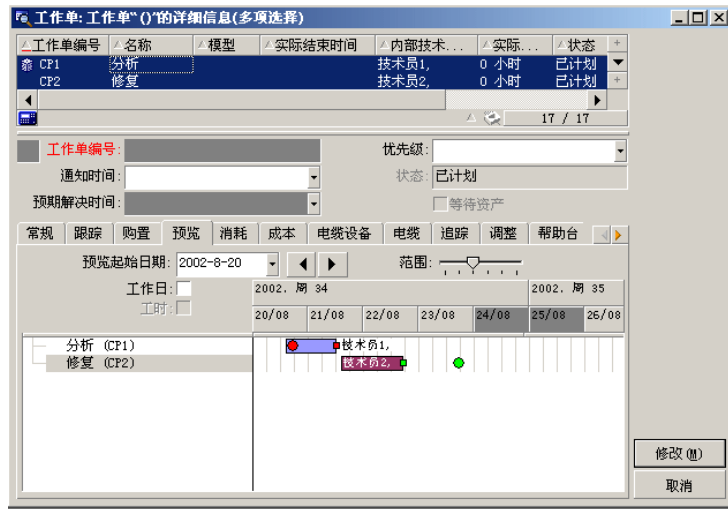 工作单: 工作单“()”的详细信息(多项选择)
工作单编号 名称 模型 实际结束时间 内部技术... 实际... 状态
CP1 分析 技术员1, 0 小时 已计划
CP2 修复 技术员2, 0 小时 已计划
17 / 17
工作单编号: 优先级:
通知时间: 状态: 已计划
预期解决时间: 等待资产
常规 跟踪 购置 预览 消耗 成本 电缆设备 电缆 追踪 调整 帮助台
预览起始日期: 2002-8-20 范围:
工作日: 2002. 周 34 2002. 周 35
工时: 20/08 21/08 22/08 23/08 24/08 25/08 26/08
分析 (CP1) 技术员1,
修复 (CP2) 技术员2,
修改(M)
取消